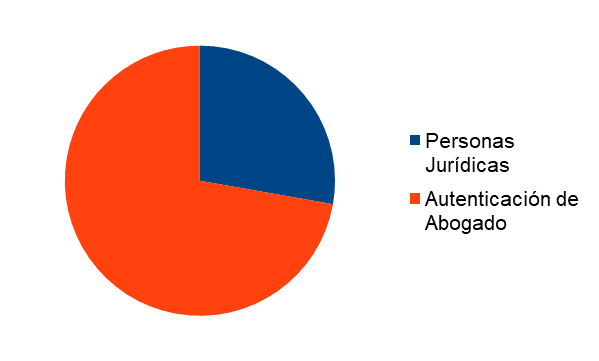 Personas
Jurídicas
Autenticación de
Abogado